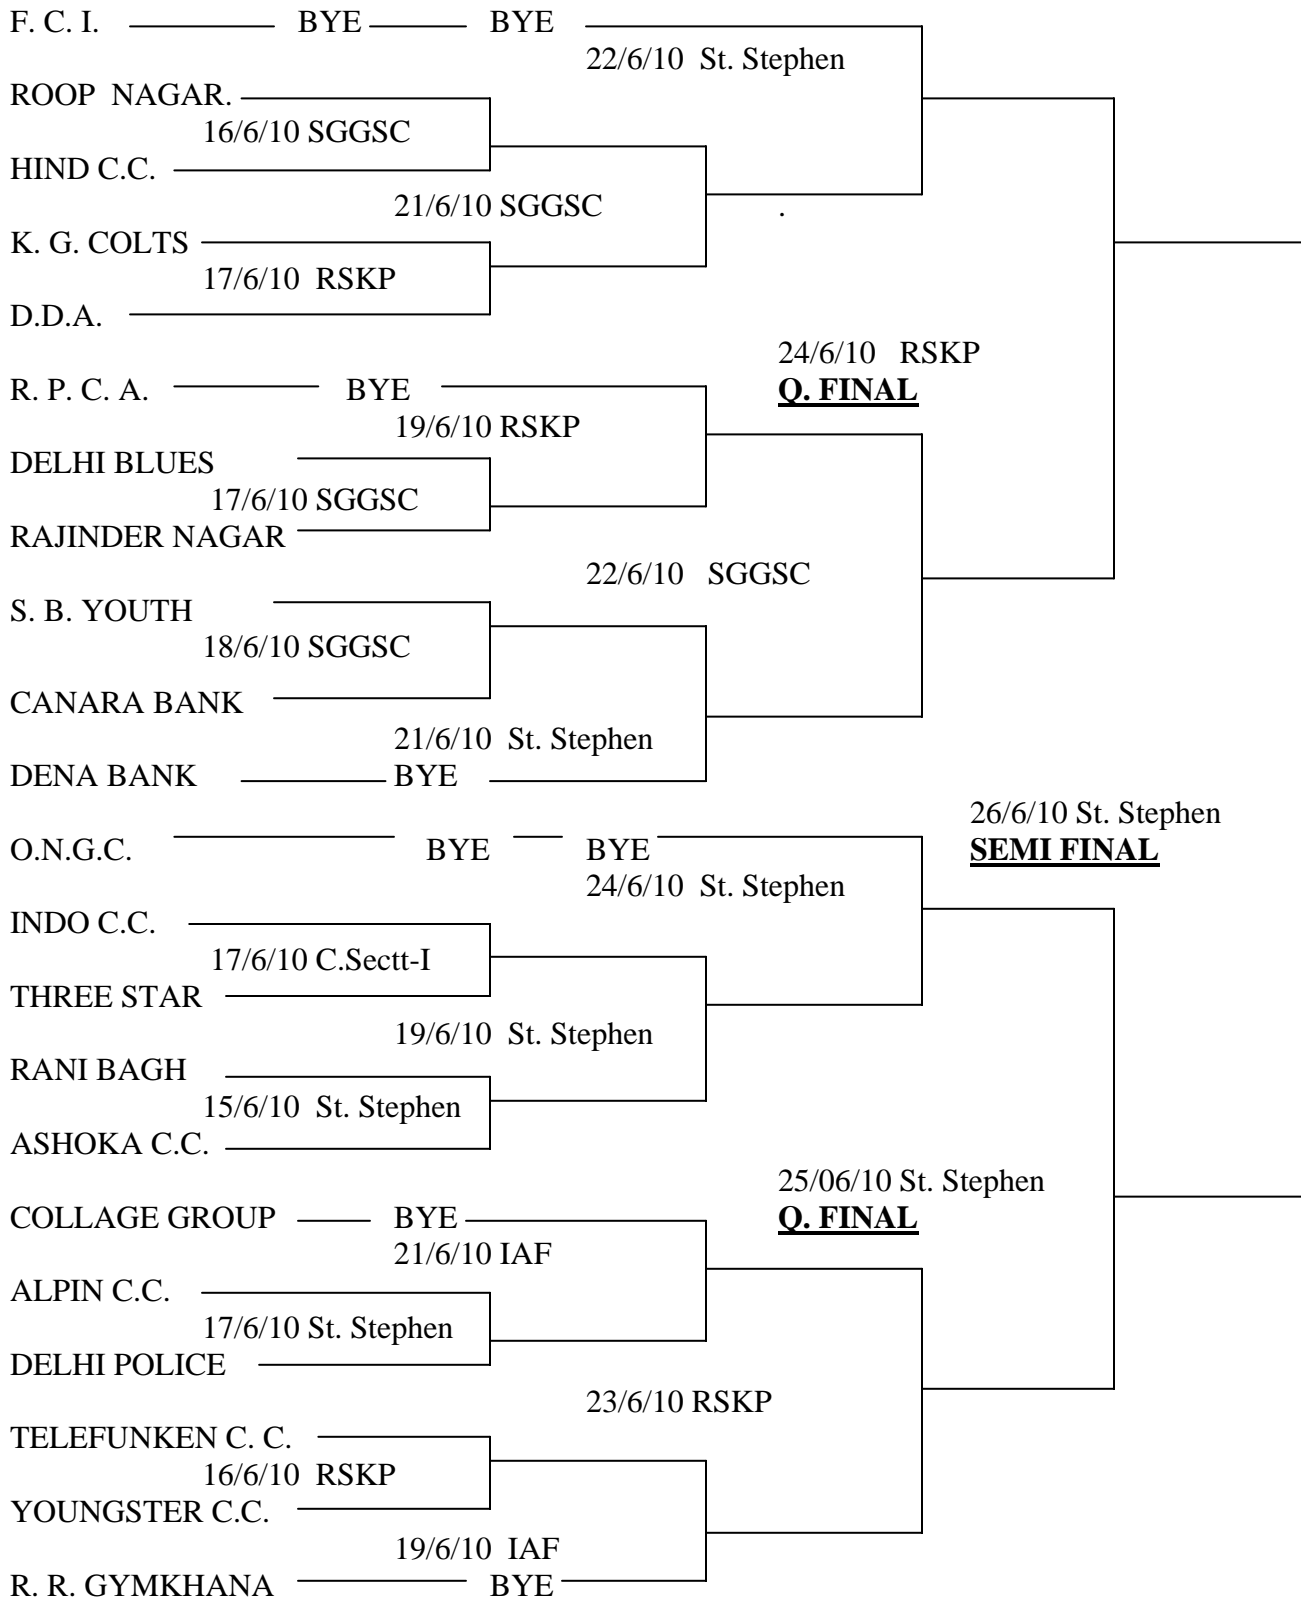 F. C. I. BYE BYE
22/6/10 St. Stephen
ROOP NAGAR.
16/6/10 SGGSC
HIND C.C.
21/6/10 SGGSC .
K. G. COLTS
17/6/10 RSKP
D.D.A.
24/6/10 RSKP
R. P. C. A. BYE Q. FINAL
19/6/10 RSKP
DELHI BLUES
17/6/10 SGGSC
RAJINDER NAGAR
22/6/10 SGGSC
S. B. YOUTH
18/6/10 SGGSC
CANARA BANK
21/6/10 St. Stephen
DENA BANK BYE
26/6/10 St. Stephen
O.N.G.C. BYE BYE SEMI FINAL
24/6/10 St. Stephen
INDO C.C.
17/6/10 C.Sectt-I
THREE STAR
19/6/10 St. Stephen
RANI BAGH
15/6/10 St. Stephen
ASHOKA C.C.
25/06/10 St. Stephen
COLLAGE GROUP BYE Q. FINAL
21/6/10 IAF
ALPIN C.C.
17/6/10 St. Stephen
DELHI POLICE
23/6/10 RSKP
TELEFUNKEN C. C.
16/6/10 RSKP
YOUNGSTER C.C.
19/6/10 IAF
R. R. GYMKHANA BYE